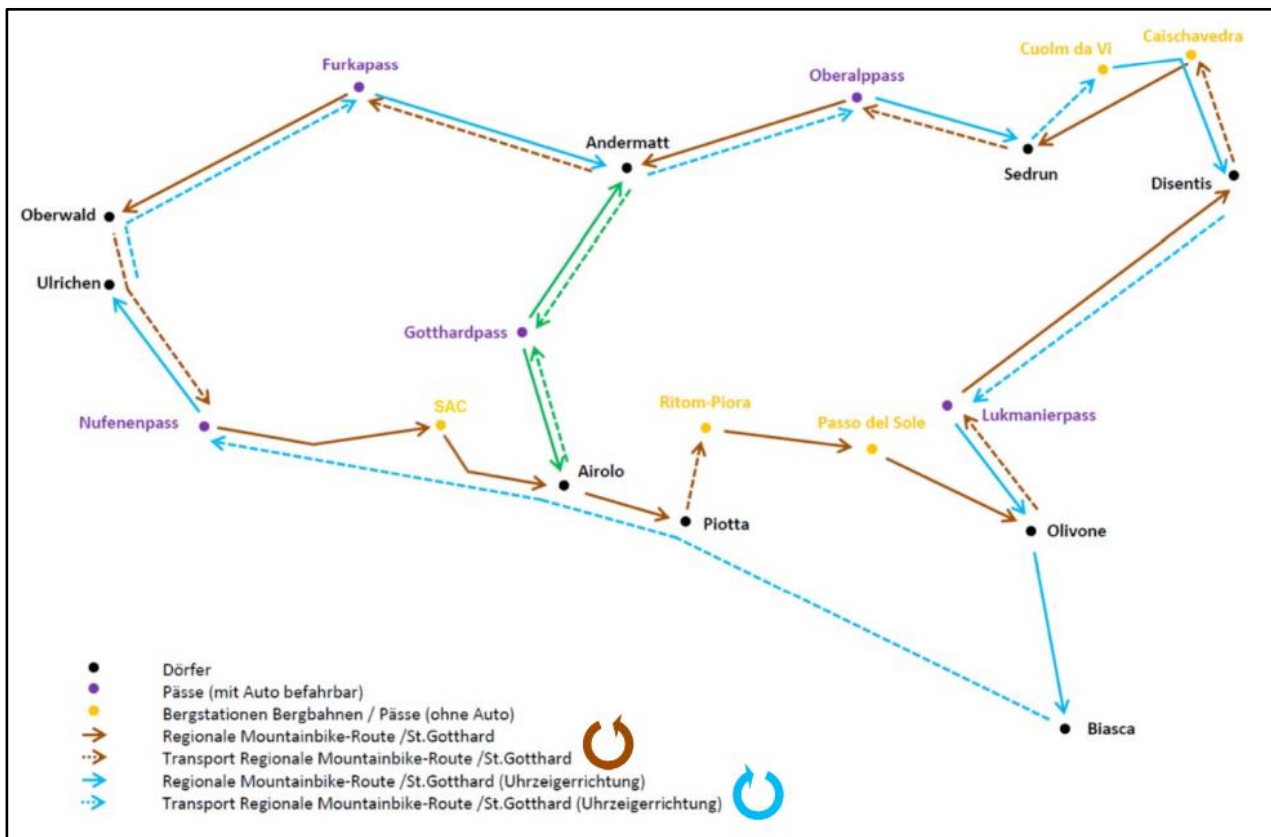 Cuolm da Vi
Caischavedra
Furkapass
Oberalppass
Andermatt
Sedrun
Disentis
Oberwald
Ulrichen
Gotthardpass
Nufenenpass
SAC
Ritom-Piora
Passo del Sole
Lukmanierpass
Airolo
Piotta
Olivone
Biasca
Dörfer
Pässe (mit Auto befahrbar)
Bergstationen Bergbahnen / Pässe (ohne Auto)
Regionale Mountainbike-Route /St.Gotthard
Transport Regionale Mountainbike-Route /St.Gotthard
Regionale Mountainbike-Route /St.Gotthard (Uhrzeigerrichtung)
Transport Regionale Mountainbike-Route /St.Gotthard (Uhrzeigerrichtung)